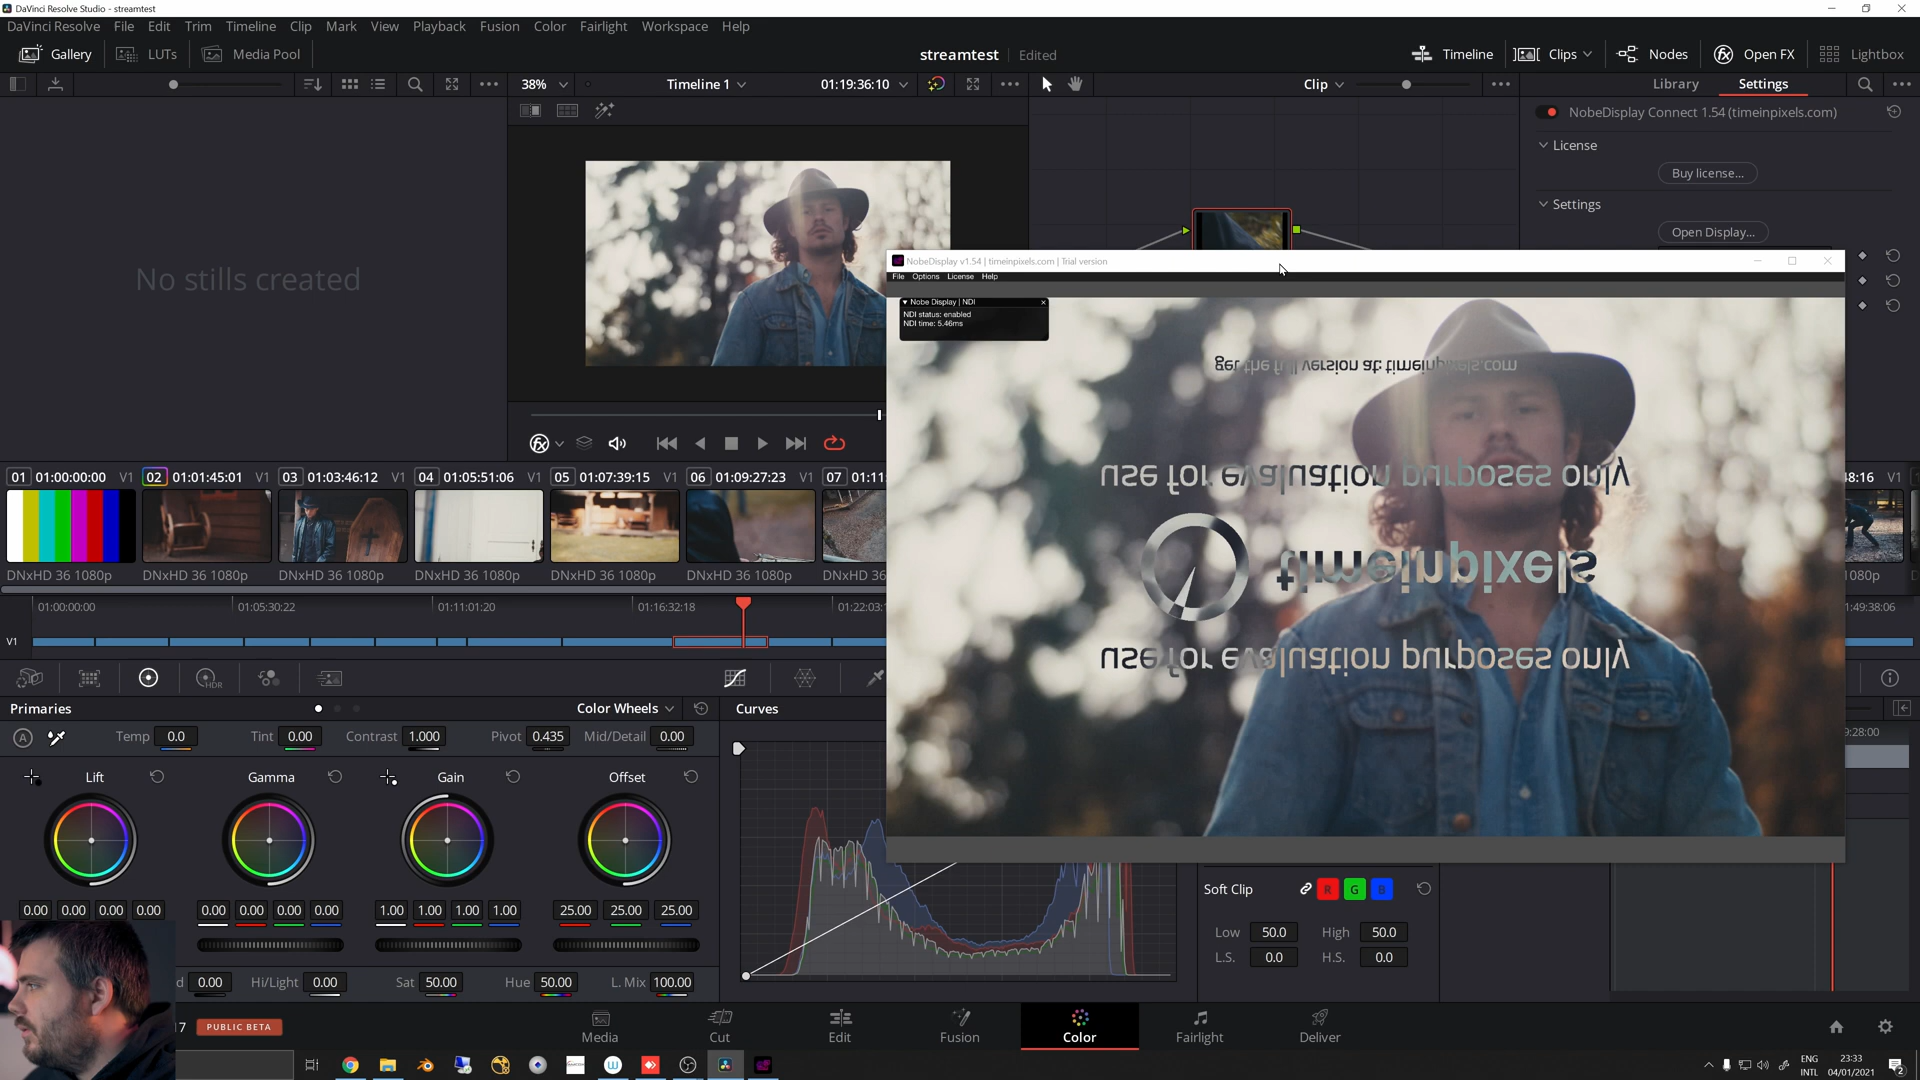 DaVinci Resolve Studio - streamtest
DaVinci Resolve File Edit Trim Timeline Clip Mark View Playback Fusion Color Fairlight Workspace Help
Gallery LUTs Media Pool
streamtest Edited
Timeline Clips Nodes Open FX Lightbox
38% Timeline 1 01:19:36:10
Clip
Library Settings
NobeDisplay Connect 1.54 (timeinpixels.com)
License
Buy license...
Settings
Open Display...
No stills created
NobeDisplay v1.54 | timeinpixels.com | Trial version
File Options License Help
Nobe Display | NDI
NDI status: enabled
NDI time: 5.46ms
get the full version at: timeinpixels.com
use for evaluation purposes only
timeinpixels
use for evaluation purposes only
01 01:00:00:00 V1 02 01:01:45:01 V1 03 01:03:46:12 V1 04 01:05:51:06 V1 05 01:07:39:15 V1 06 01:09:27:23 V1 07 01:11
48:16 V1
DNxHD 36 1080p DNxHD 36 1080p DNxHD 36 1080p DNxHD 36 1080p DNxHD 36 1080p DNxHD 36 1080p DNxHD 36
1080p
01:00:00:00 01:05:30:22 01:11:01:20 01:16:32:18 01:22:03:
1:49:38:06
V1
HDR
Primaries Color Wheels Curves
9:28:00
A Temp 0.0 Tint 0.00 Contrast 1.000 Pivot 0.435 Mid/Detail 0.00
Lift Gamma Gain Offset
0.00 0.00 0.00 0.00 0.00 0.00 0.00 0.00 1.00 1.00 1.00 1.00 25.00 25.00 25.00
Soft Clip R G B
Low 50.0 High 50.0
L.S. 0.0 H.S. 0.0
d 0.00 Hi/Light 0.00 Sat 50.00 Hue 50.00 L. Mix 100.00
17 PUBLIC BETA
Media Cut Edit Fusion Color Fairlight Deliver
ENG
INTL
23:33
04/01/2021
2